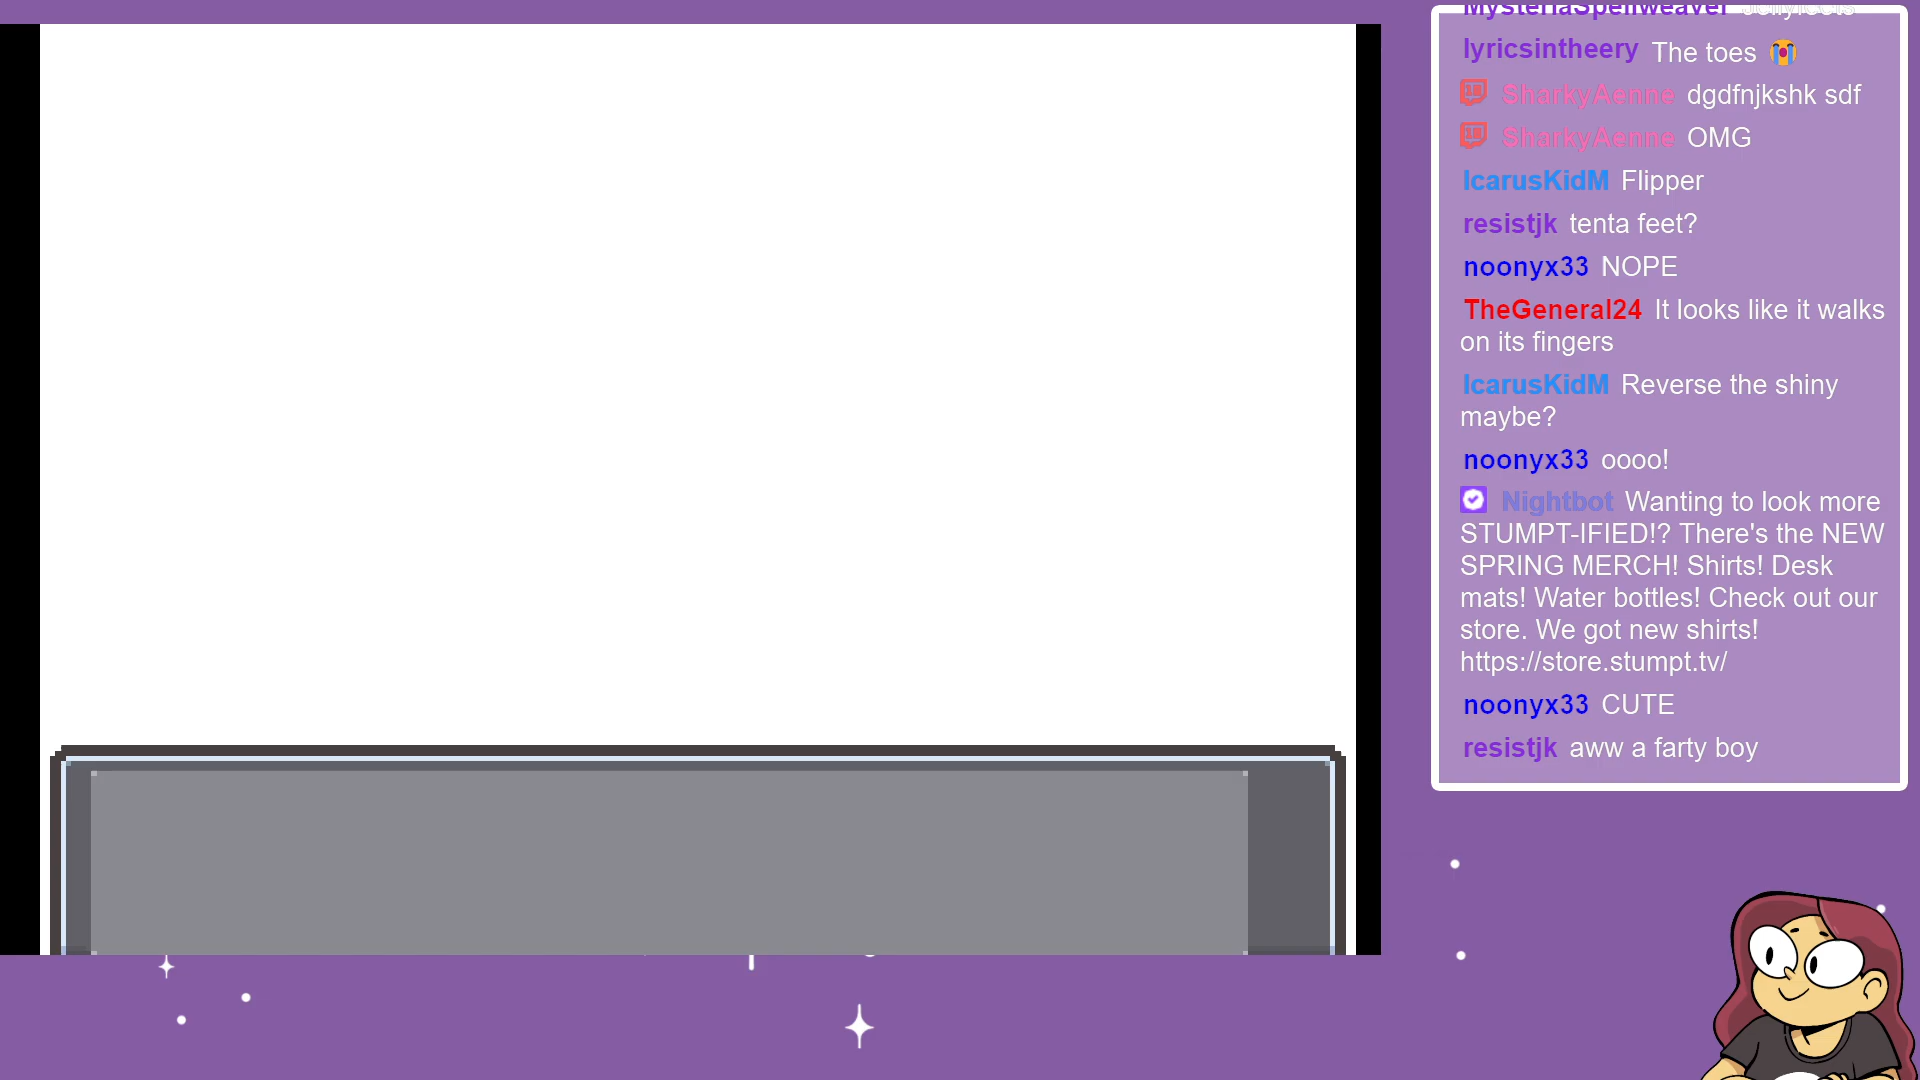 MysteriaSpellweaver Jellyfeets
lyricsintheery The toes
SharkyAenne dgdfnjkshk sdf
SharkyAenne OMG
IcarusKidM Flipper
resistjk tenta feet?
noonyx33 NOPE
TheGeneral24 It looks like it walks
on its fingers
IcarusKidM Reverse the shiny
maybe?
noonyx33 oooo!
Nightbot Wanting to look more
STUMPT-IFIED!? There's the NEW
SPRING MERCH! Shirts! Desk
mats! Water bottles! Check out our
store. We got new shirts!
https://store.stumpt.tv/
noonyx33 CUTE
resistjk aww a farty boy